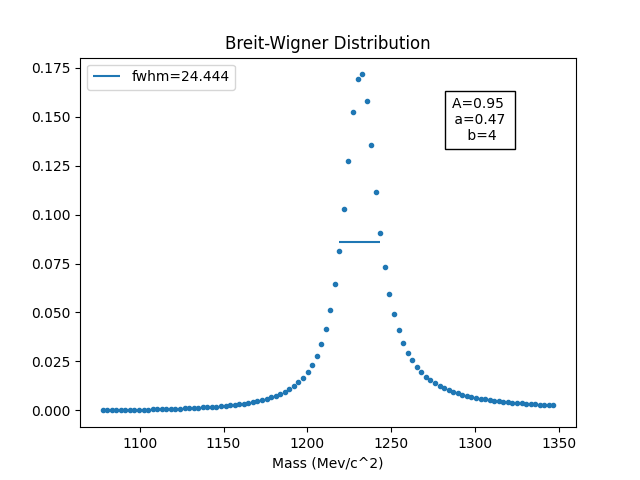 Breit-Wigner Distribution
fwhm=24.444
A=0.95
a=0.47
b=4
0.175
0.150
0.125
0.100
0.075
0.050
0.025
0.000
1100 1150 1200 1250 1300 1350
Mass (Mev/c^2)